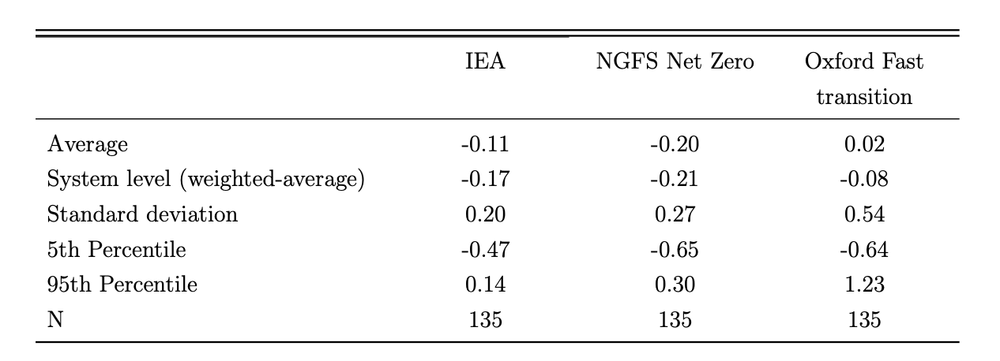 IEA NGFS Net Zero Oxford Fast
transition
Average -0.11 -0.20 0.02
System level (weighted-average) -0.17 -0.21 -0.08
Standard deviation 0.20 0.27 0.54
5th Percentile -0.47 -0.65 -0.64
95th Percentile 0.14 0.30 1.23
N 135 135 135